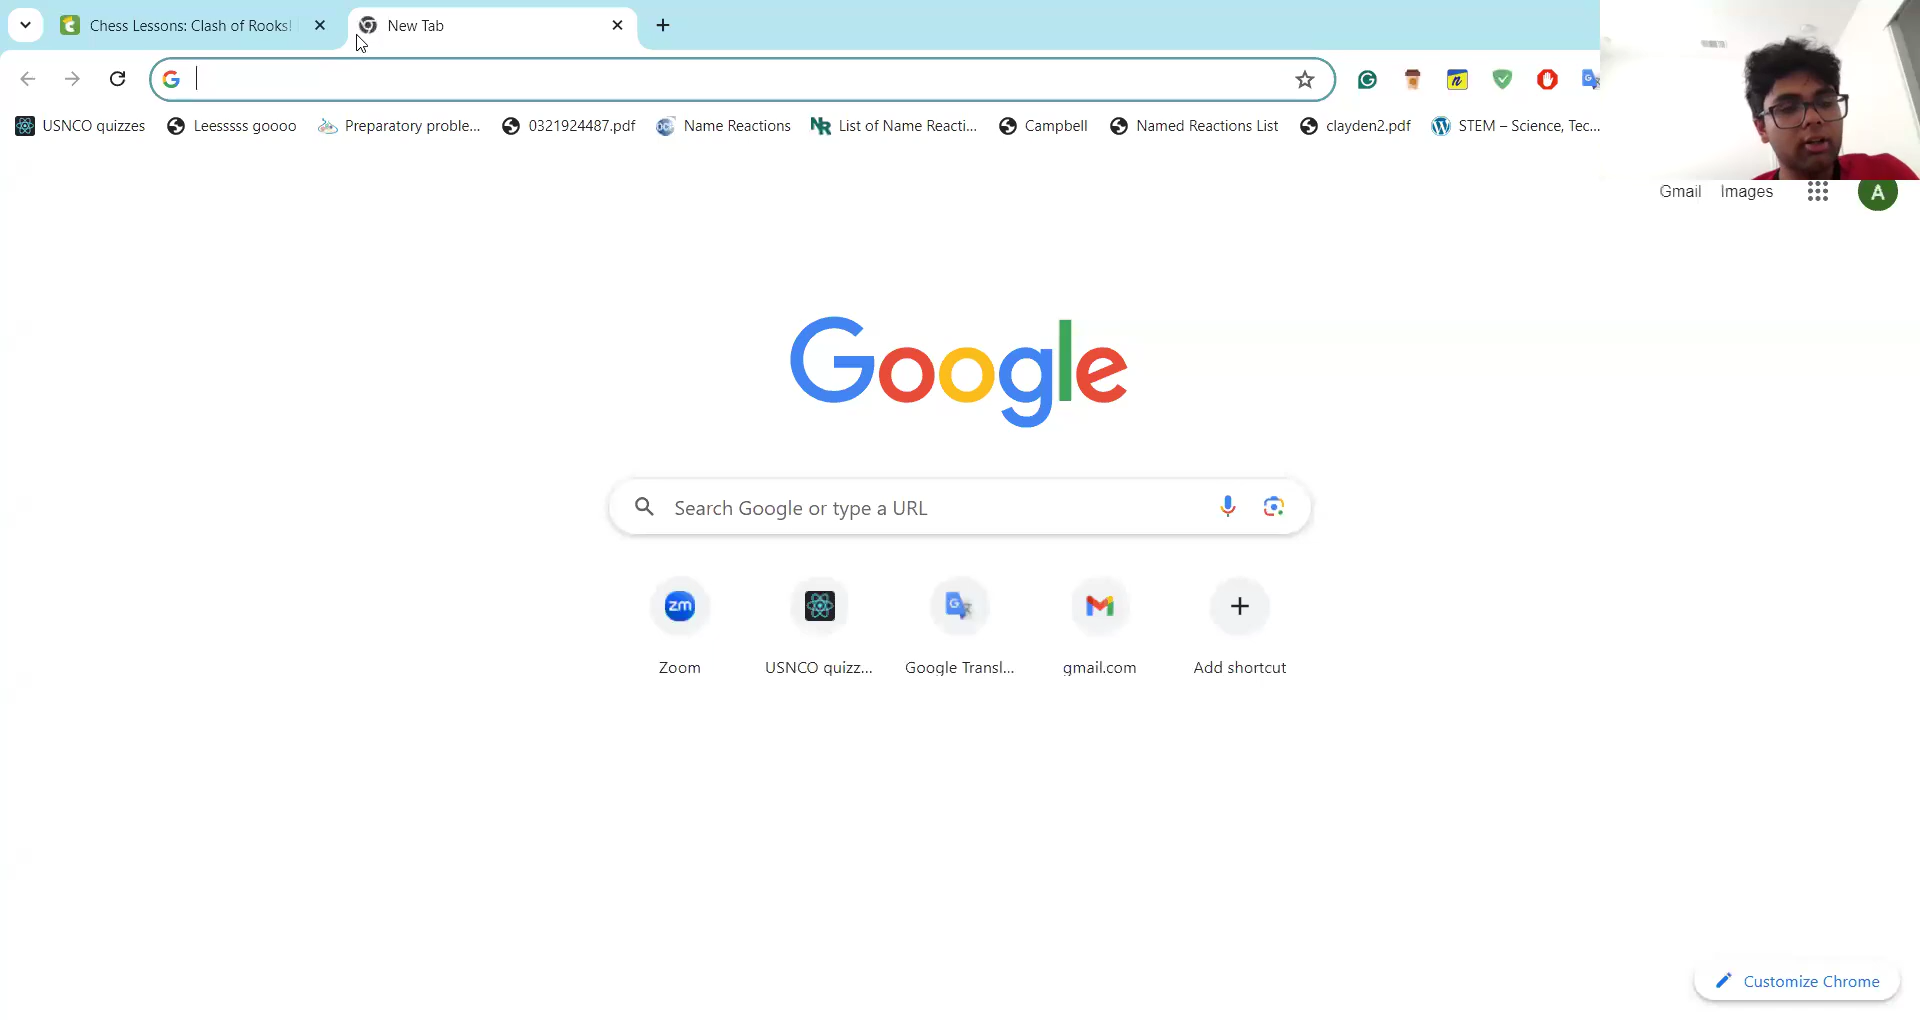 Chess Lessons: Clash of Rooks!
New Tab
USNCO quizzes
Leesssss goooo
Preparatory proble...
0321924487.pdf
Name Reactions
List of Name Reacti...
Campbell
Named Reactions List
clayden2.pdf
STEM – Science, Tec...
Gmail
Images
A
Google
Search Google or type a URL
zm
Zoom
USNCO quizz...
Google Transl...
gmail.com
Add shortcut
Customize Chrome